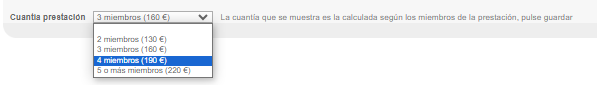 Cuantía prestación 3 miembros (160 €) La cuantía que se muestra es la calculada según los miembros de la prestación, pulse guardar
2 miembros (130 €)
3 miembros (160 €)
4 miembros (190 €)
5 o más miembros (220 €)